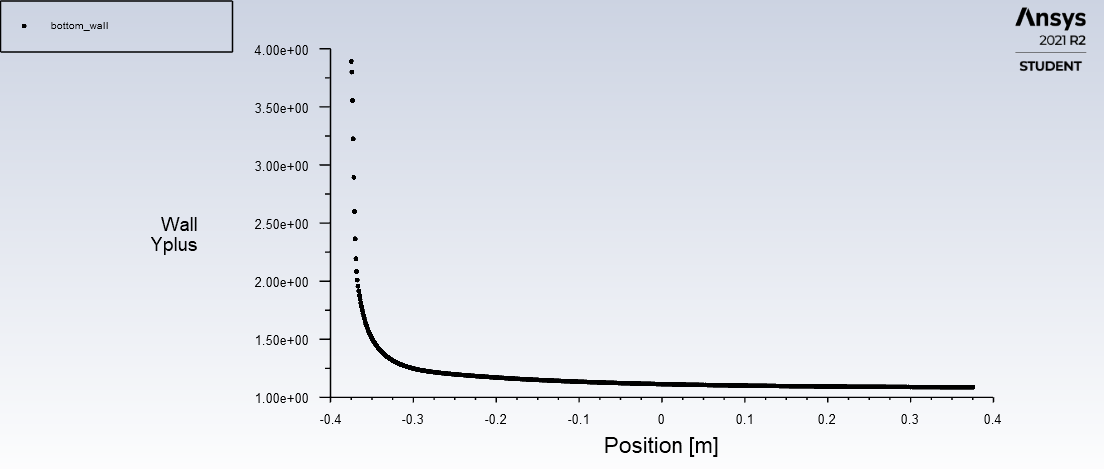 bottom_wall
Ansys
2021 R2
STUDENT
4.00e+00
3.50e+00
3.00e+00
2.50e+00
2.00e+00
1.50e+00
1.00e+00
Wall
Yplus
-0.4 -0.3 -0.2 -0.1 0 0.1 0.2 0.3 0.4
Position [m]